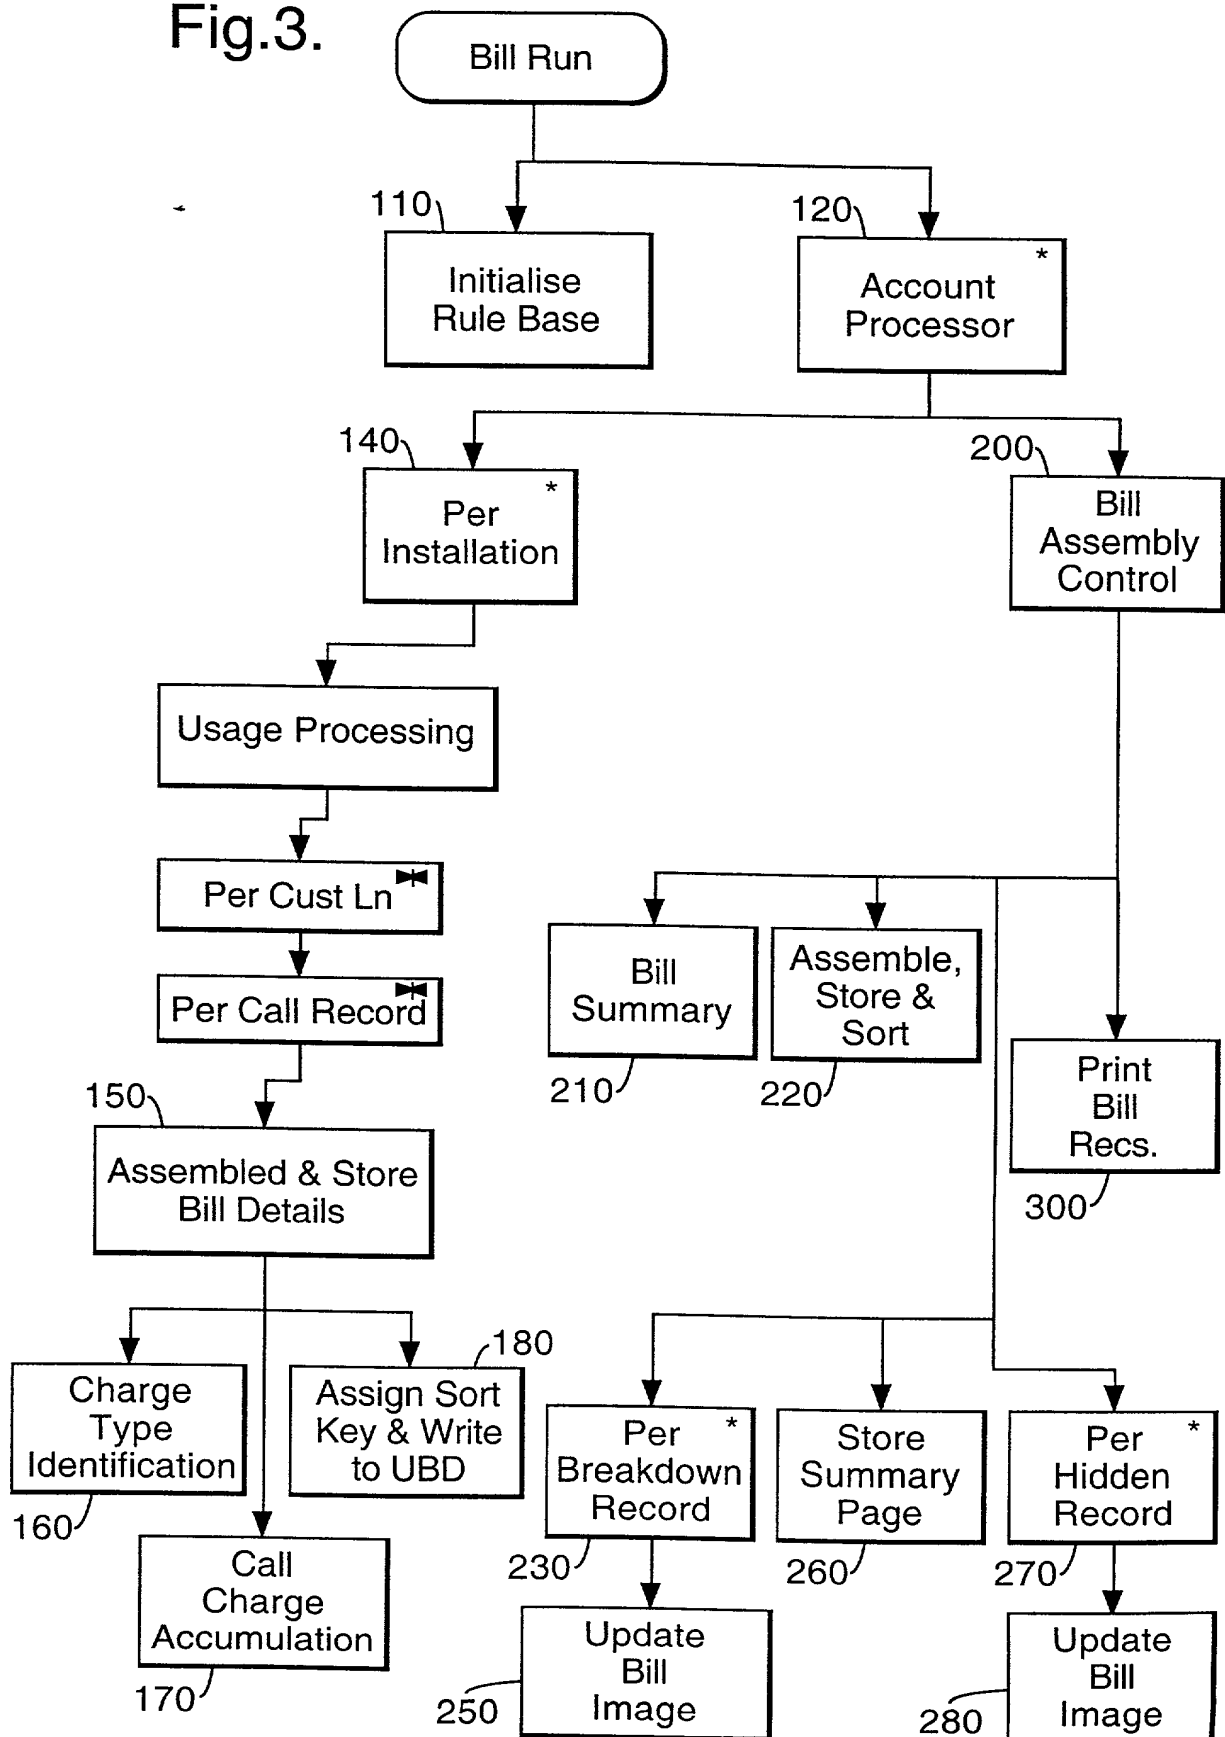 Fig.3.
Bill Run
110
120
Initialise
Rule Base
*
Account
Processor
140
200
*
Per
Installation
Bill
Assembly
Control
Usage Processing
Per Cust Ln
Per Call Record
Bill
Summary
210
Assemble,
Store &
Sort
220
Print
Bill
Recs.
300
150
Assembled & Store
Bill Details
180
Charge
Type
Identification
160
Assign Sort
Key & Write
to UBD
Call
Charge
Accumulation
170
*
Per
Breakdown
Record
230
Store
Summary
Page
260
*
Per
Hidden
Record
270
Update
Bill
Image
250
Update
Bill
Image
280